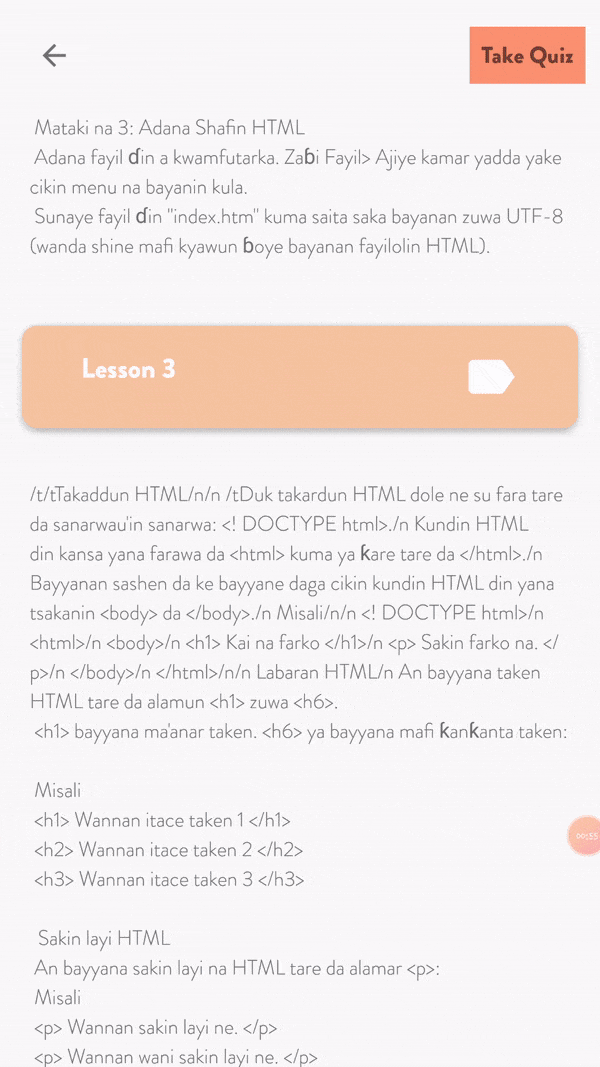 Take Quiz
Mataki na 3: Adana Shafin HTML
Adana fayil ɗin a kwamfutarka. Zaɓi Fayil> Ajiye kamar yadda yake
cikin menu na bayanin kula.
Sunaye fayil ɗin "index.htm" kuma saita saka bayanan zuwa UTF-8
(wanda shine mafi kyawun ɓoye bayanan fayilolin HTML).
Lesson 3
/t/tTakaddun HTML/n/n /tDuk takardun HTML dole ne su fara tare
da sanarwau'in sanarwa: <! DOCTYPE html>./n Kundin HTML
din kansa yana farawa da <html> kuma ya ƙare tare da </html>./n
Bayyanan sashen da ke bayyane daga cikin kundin HTML din yana
tsakanin <body> da </body>./n Misali/n/n <! DOCTYPE html>/n
<html>/n <body>/n <h1> Kai na farko </h1>/n <p> Sakin farko na. </
p>/n </body>/n </html>/n/n Labaran HTML/n An bayyana taken
HTML tare da alamun <h1> zuwa <h6>.
<h1> bayyana ma'anar taken. <h6> ya bayyana mafi ƙanƙanta taken:
Misali
<h1> Wannan itace taken 1 </h1>
<h2> Wannan itace taken 2 </h2>
<h3> Wannan itace taken 3 </h3>
Sakin layi HTML
An bayyana sakin layi na HTML tare da alamar <p>:
Misali
<p> Wannan sakin layi ne. </p>
<p> Wannan wani sakin layi ne. </p>
00:55